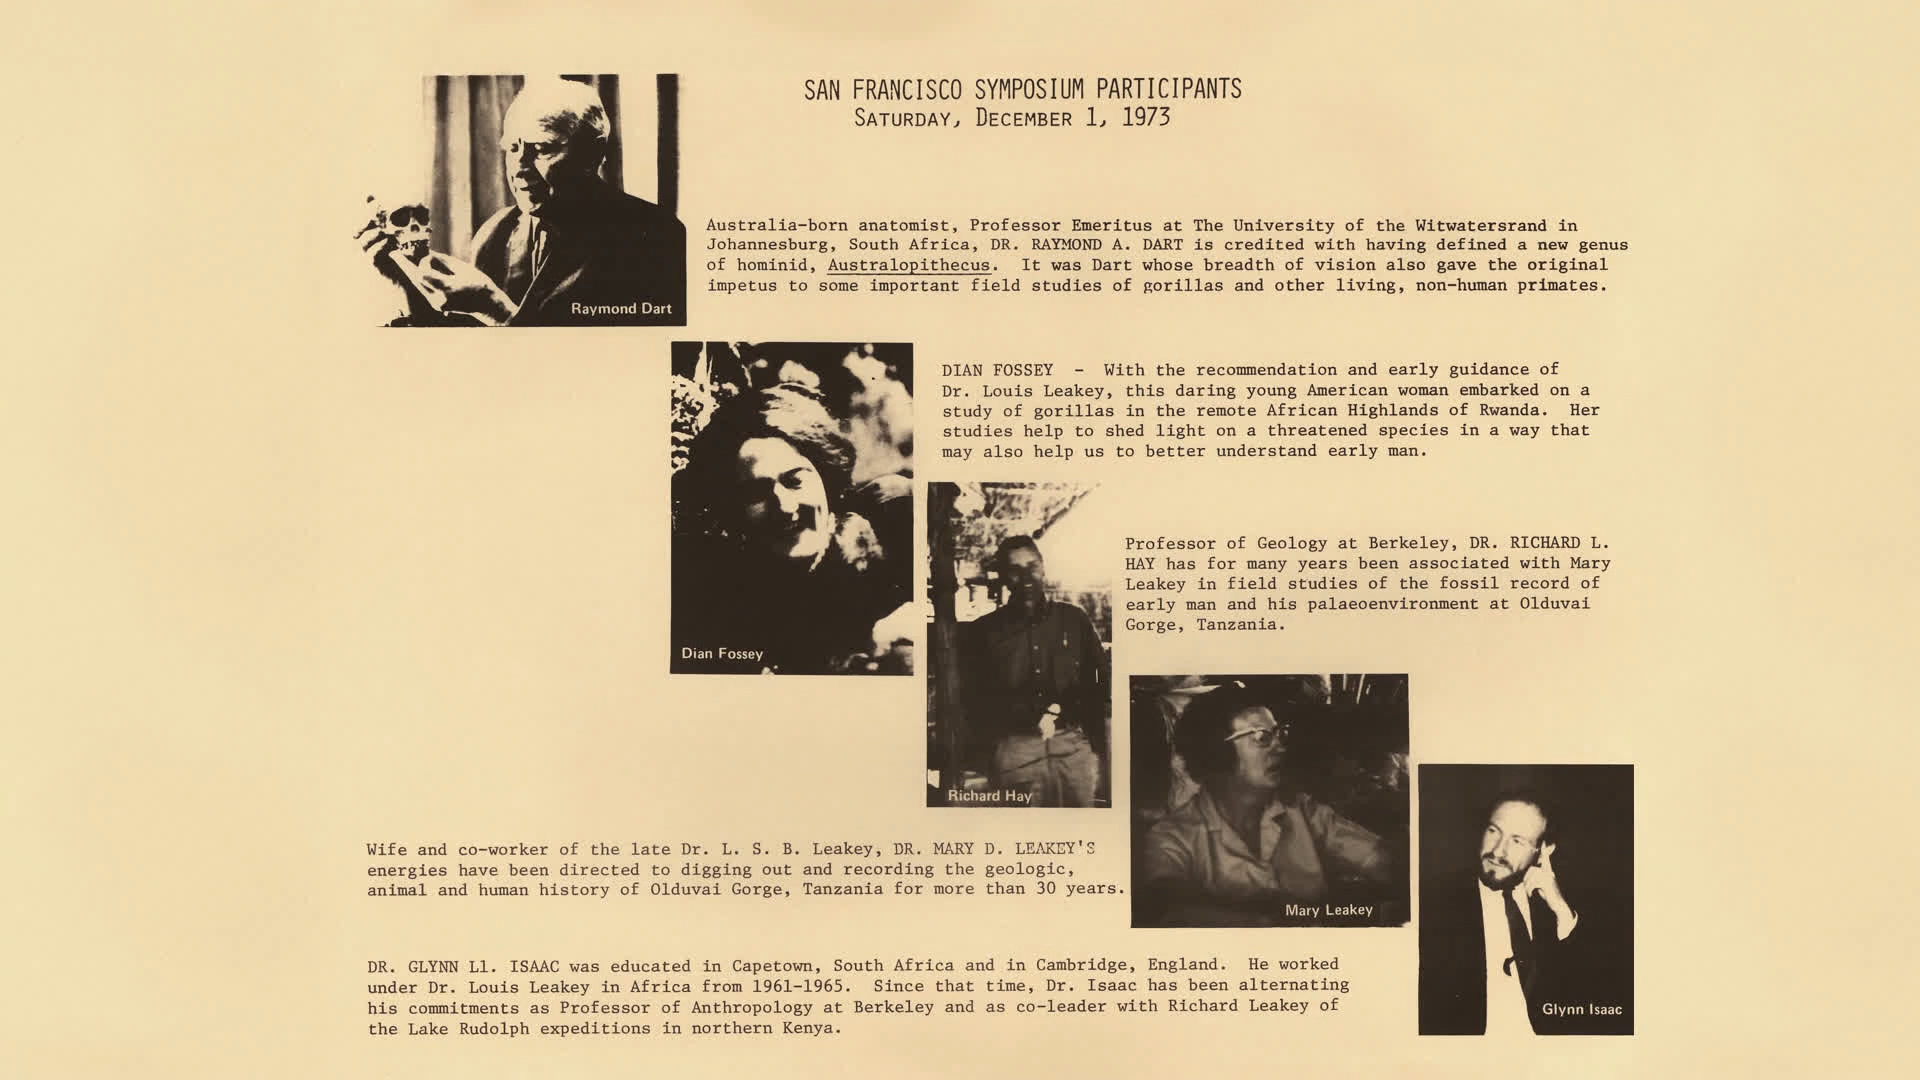 SAN FRANCISCO SYMPOSIUM PARTICIPANTS
SATURDAY, DECEMBER 1, 1973
Raymond Dart
Australia-born anatomist, Professor Emeritus at The University of the Witwatersrand in
Johannesburg, South Africa, DR. RAYMOND A. DART is credited with having defined a new genus
of hominid, Australopithecus. It was Dart whose breadth of vision also gave the original
impetus to some important field studies of gorillas and other living, non-human primates.
DIAN FOSSEY - With the recommendation and early guidance of
Dr. Louis Leakey, this daring young American woman embarked on a
study of gorillas in the remote African Highlands of Rwanda. Her
studies help to shed light on a threatened species in a way that
may also help us to better understand early man.
Dian Fossey
Professor of Geology at Berkeley, DR. RICHARD L.
HAY has for many years been associated with Mary
Leakey in field studies of the fossil record of
early man and his palaeoenvironment at Olduvai
Gorge, Tanzania.
Richard Hay
Wife and co-worker of the late Dr. L. S. B. Leakey, DR. MARY D. LEAKEY'S
energies have been directed to digging out and recording the geologic,
animal and human history of Olduvai Gorge, Tanzania for more than 30 years.
Mary Leakey
DR. GLYNN Ll. ISAAC was educated in Capetown, South Africa and in Cambridge, England. He worked
under Dr. Louis Leakey in Africa from 1961-1965. Since that time, Dr. Isaac has been alternating
his commitments as Professor of Anthropology at Berkeley and as co-leader with Richard Leakey of
the Lake Rudolph expeditions in northern Kenya.
Glynn Isaac